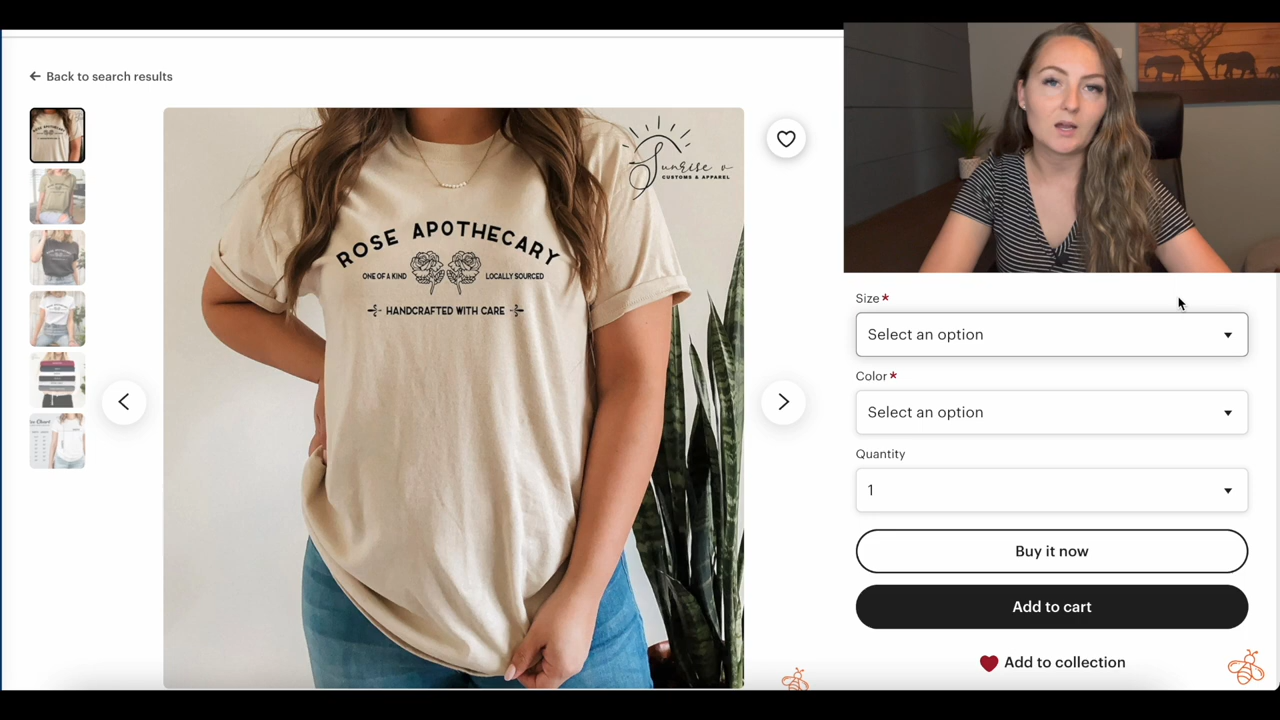 ← Back to search results
Sunrise
CUSTOMS & APPAREL
ROSE APOTHECARY
ONE OF A KIND
LOCALLY SOURCED
HANDCRAFTED WITH CARE
Size*
Select an option
Color*
Select an option
Quantity
1
Buy it now
Add to cart
Add to collection